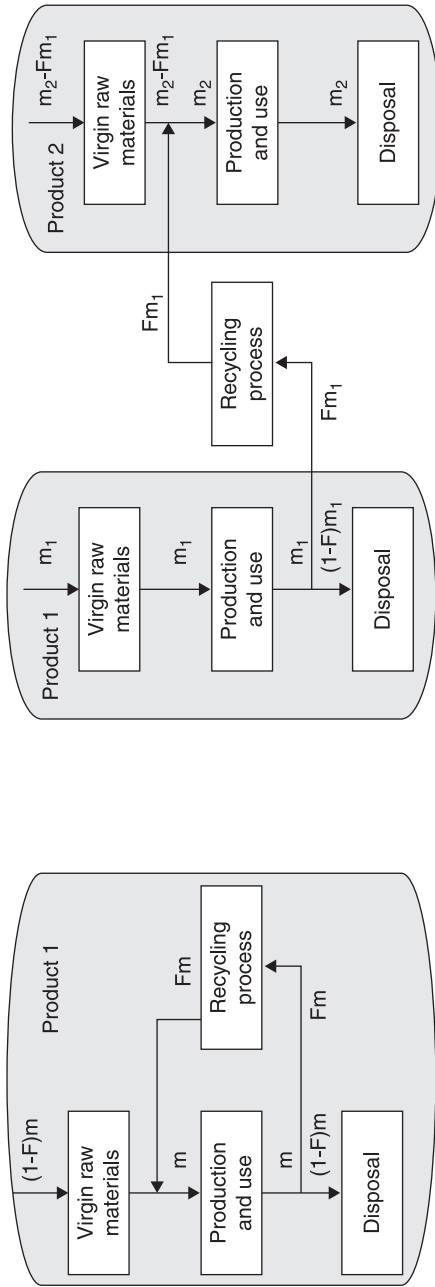 (1-F)m
Product 1
Virgin raw
materials
Fm
m
Production
and use
Recycling
process
m
(1-F)m
Fm
Disposal
Product 1
m₁
Virgin raw
materials
m₁
Production
and use
m₁
(1-F)m₁
Disposal
Fm₁
Recycling
process
Fm₁
Product 2
m₂-Fm₁
Virgin raw
materials
m₂-Fm₁
m₂
Production
and use
m₂
Disposal